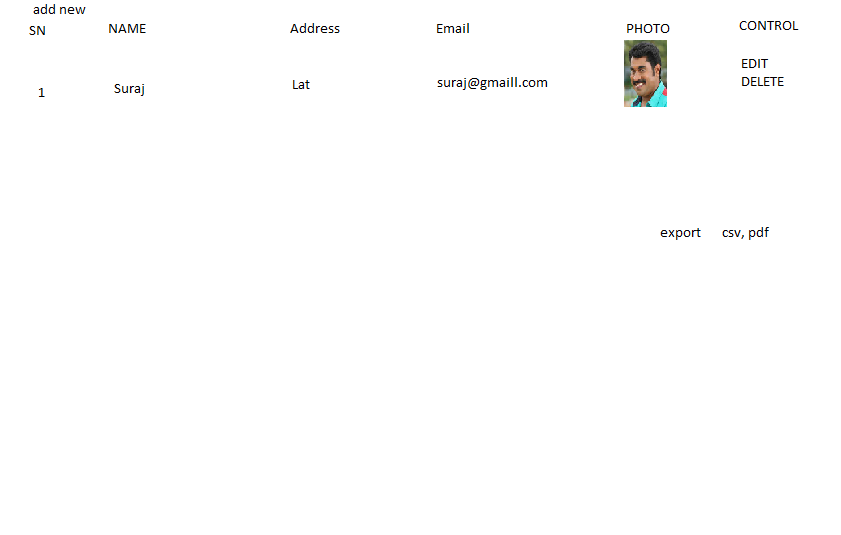 add new
SN NAME Address Email PHOTO CONTROL
EDIT
1 Suraj Lat suraj@gmaill.com DELETE
export csv, pdf